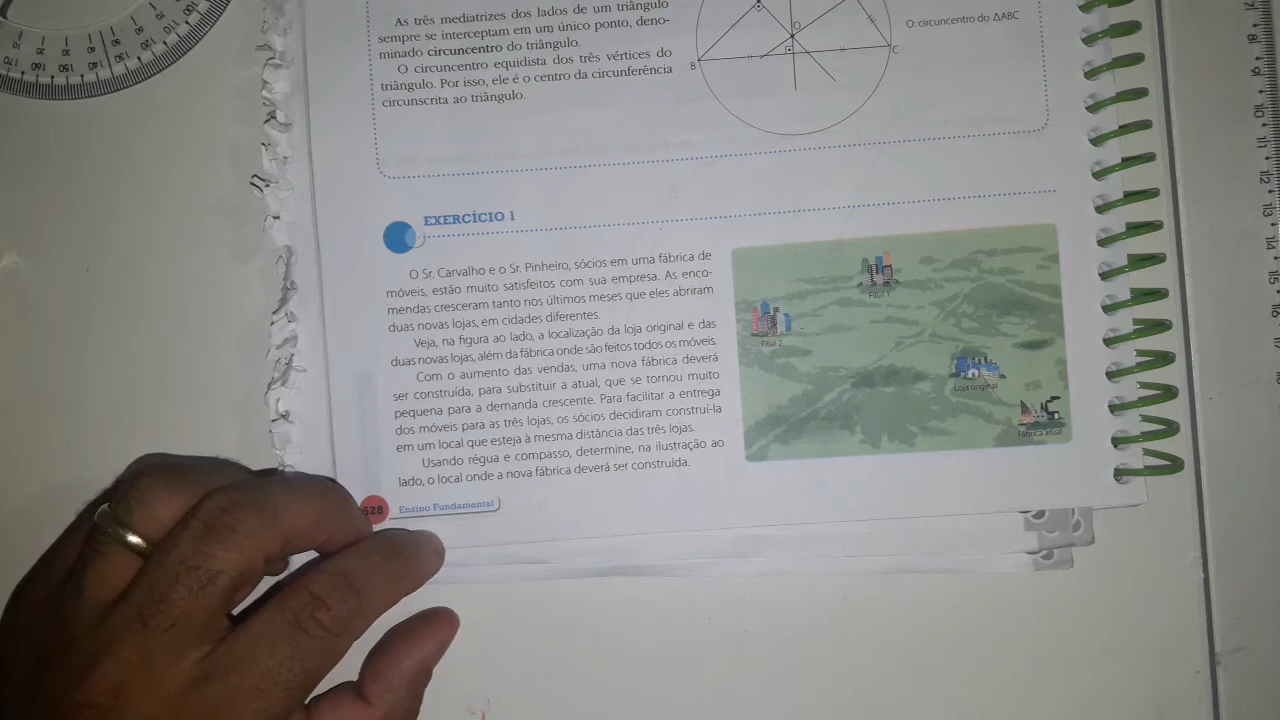 As três mediatrizes dos lados de um triângulo
sempre se interceptam em um único ponto, deno-
minado circuncentro do triângulo.
O circuncentro equidista dos três vértices do
triângulo. Por isso, ele é o centro da circunferência
circunscrita ao triângulo.
O
B
C
O: circuncentro do ΔABC
EXERCÍCIO 1
O Sr. Carvalho e o Sr. Pinheiro, sócios em uma fábrica de
móveis, estão muito satisfeitos com sua empresa. As enco-
mendas cresceram tanto nos últimos meses que eles abriram
duas novas lojas, em cidades diferentes.
Veja, na figura ao lado, a localização da loja original e das
duas novas lojas, além da fábrica onde são feitos todos os móveis.
Com o aumento das vendas, uma nova fábrica deverá
ser construída, para substituir a atual, que se tornou muito
pequena para a demanda crescente. Para facilitar a entrega
dos móveis para as três lojas, os sócios decidiram construí-la
em um local que esteja à mesma distância das três lojas.
Usando régua e compasso, determine, na ilustração ao
lado, o local onde a nova fábrica deverá ser construída.
Filial 1
Filial 2
Loja original
Fábrica atual
628
Ensino Fundamental